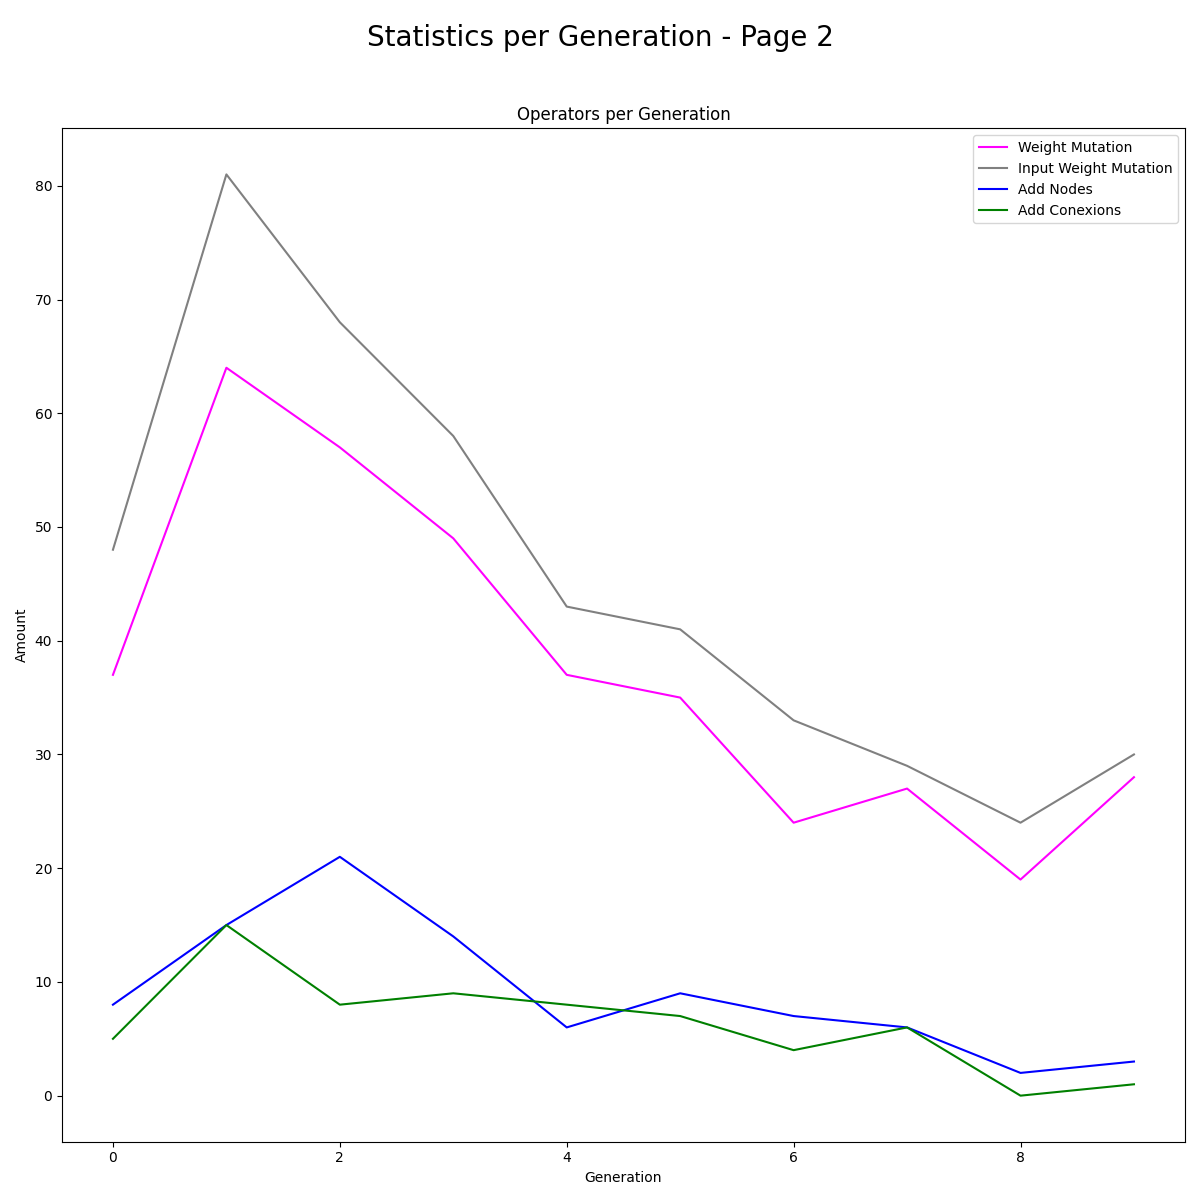 Statistics per Generation - Page 2
Operators per Generation
Weight Mutation
Input Weight Mutation
Add Nodes
Add Conexions
80
70
60
50
40
30
20
10
0
Amount
0 2 4 6 8
Generation